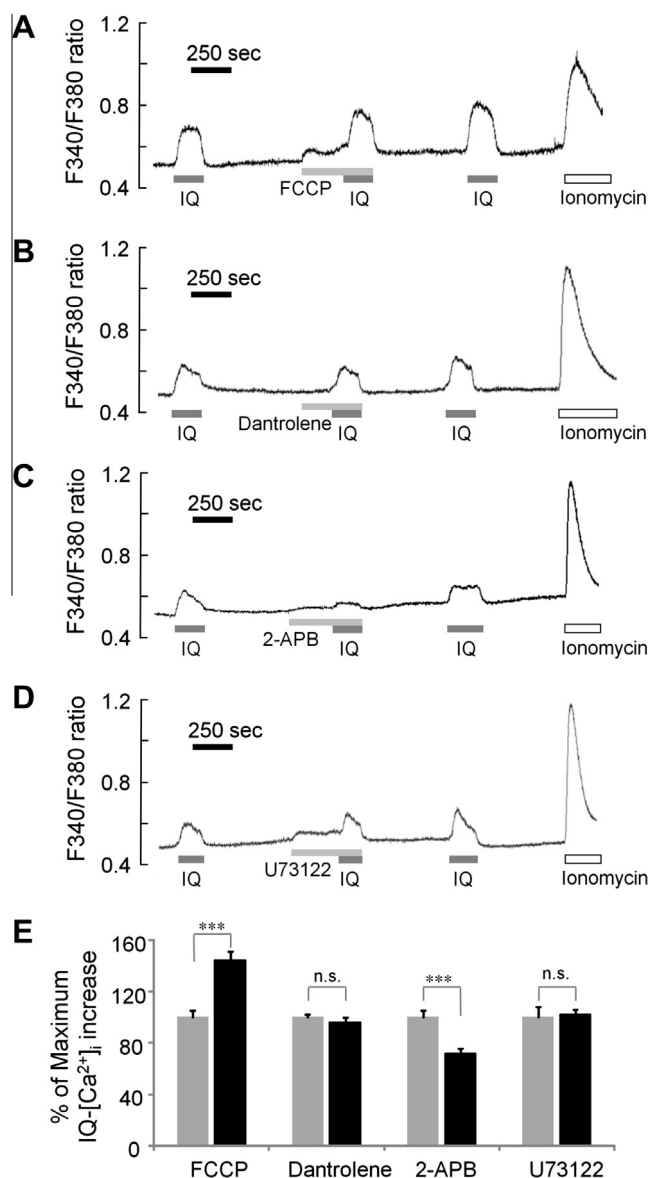 A
F340/F380 ratio
1.2
0.8
0.4
250 sec
FCCP
IQ
IQ
IQ
Ionomycin
B
F340/F380 ratio
1.2
0.8
0.4
250 sec
Dantrolene
IQ
IQ
IQ
Ionomycin
C
F340/F380 ratio
1.2
0.8
0.4
250 sec
2-APB
IQ
IQ
IQ
Ionomycin
D
F340/F380 ratio
1.2
0.8
0.4
250 sec
U73122
IQ
IQ
IQ
Ionomycin
E
% of Maximum
IQ-[Ca²⁺]ᵢ increase
160
120
80
40
0
***
n.s.
***
n.s.
FCCP
Dantrolene
2-APB
U73122